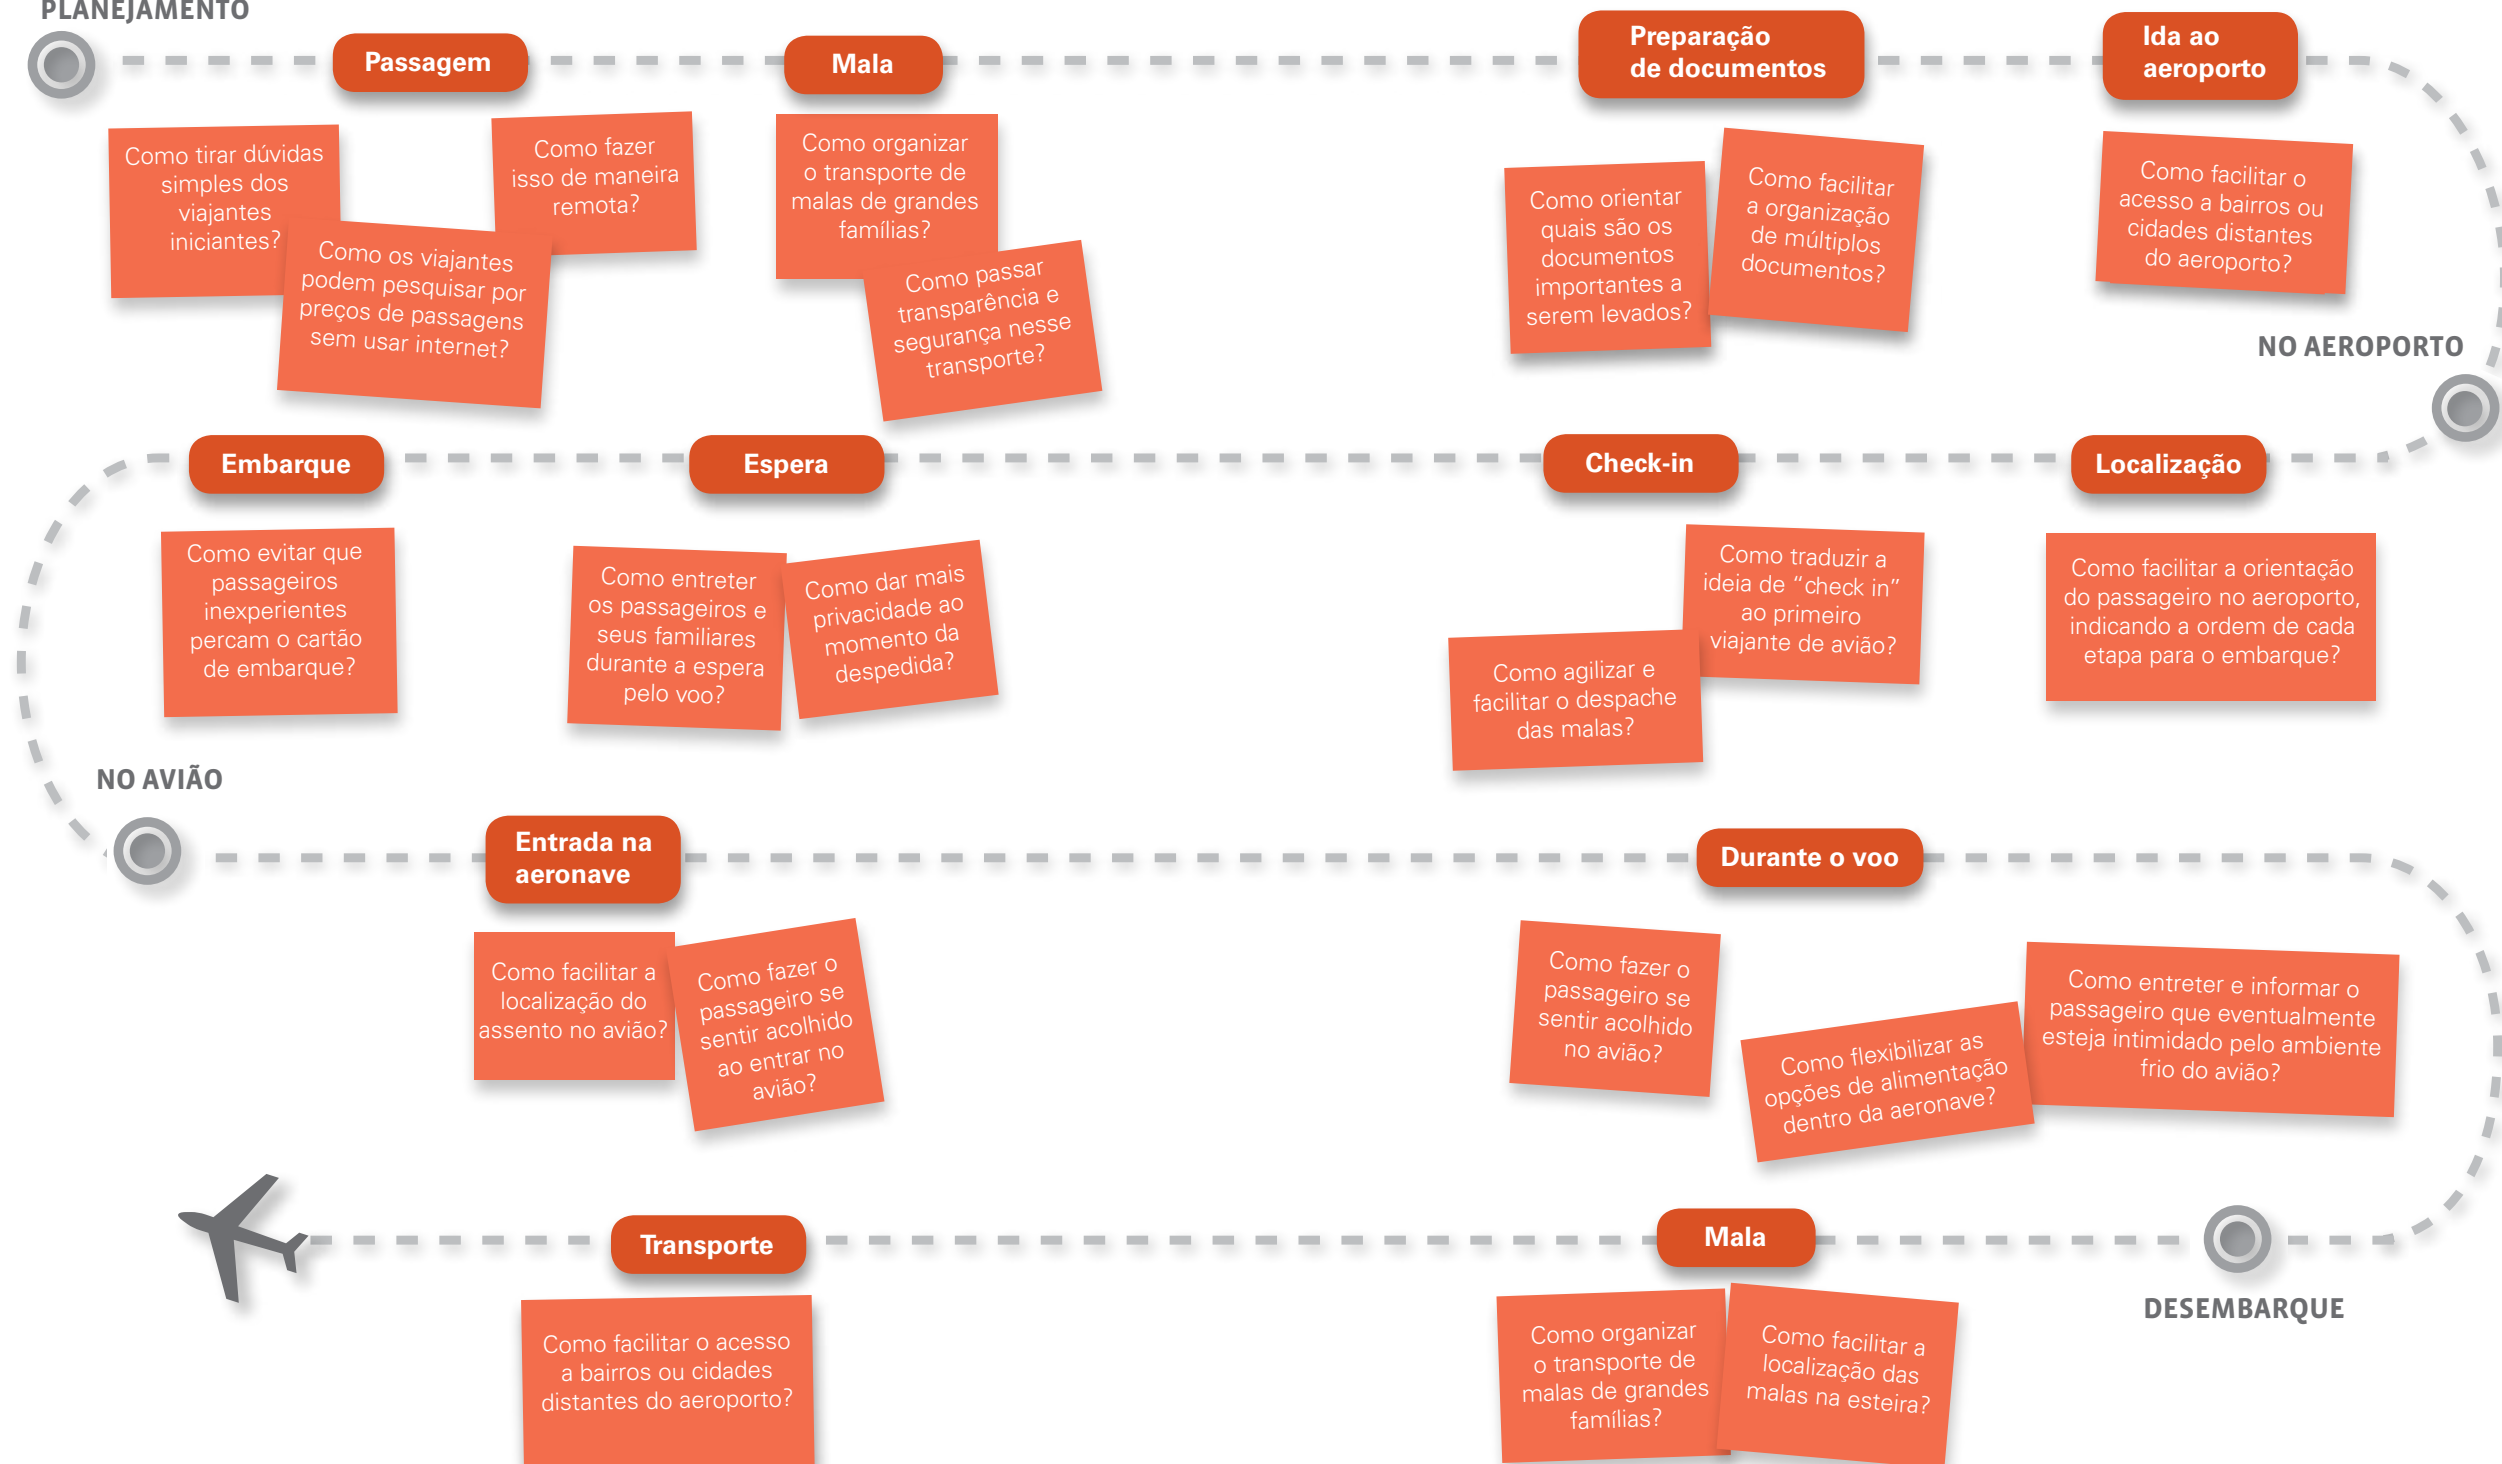 PLANEJAMENTO
Passagem
Como tirar dúvidas
simples dos
viajantes
iniciantes?
Como os viajantes
podem pesquisar por
preços de passagens
sem usar internet?
Como fazer
isso de maneira
remota?
Mala
Como organizar
o transporte de
malas de grandes
famílias?
Como passar
transparência e
segurança nesse
transporte?
Preparação
de documentos
Como orientar
quais são os
documentos
importantes a
serem levados?
Como facilitar
a organização
de múltiplos
documentos?
Ida ao
aeroporto
Como facilitar o
acesso a bairros ou
cidades distantes
do aeroporto?
NO AEROPORTO
Localização
Como facilitar a orientação
do passageiro no aeroporto,
indicando a ordem de cada
etapa para o embarque?
Check-in
Como traduzir a
ideia de “check in”
ao primeiro
viajante de avião?
Como agilizar e
facilitar o despache
das malas?
Espera
Como entreter
os passageiros e
seus familiares
durante a espera
pelo voo?
Como dar mais
privacidade ao
momento da
despedida?
Embarque
Como evitar que
passageiros
inexperientes
percam o cartão
de embarque?
NO AVIÃO
Entrada na
aeronave
Como facilitar a
localização do
assento no avião?
Como fazer o
passageiro se
sentir acolhido
ao entrar no
avião?
Durante o voo
Como fazer o
passageiro se
sentir acolhido
no avião?
Como flexibilizar as
opções de alimentação
dentro da aeronave?
Como entreter e informar o
passageiro que eventualmente
esteja intimidado pelo ambiente
frio do avião?
DESEMBARQUE
Mala
Como organizar
o transporte de
malas de grandes
famílias?
Como facilitar a
localização das
malas na esteira?
Transporte
Como facilitar o acesso
a bairros ou cidades
distantes do aeroporto?